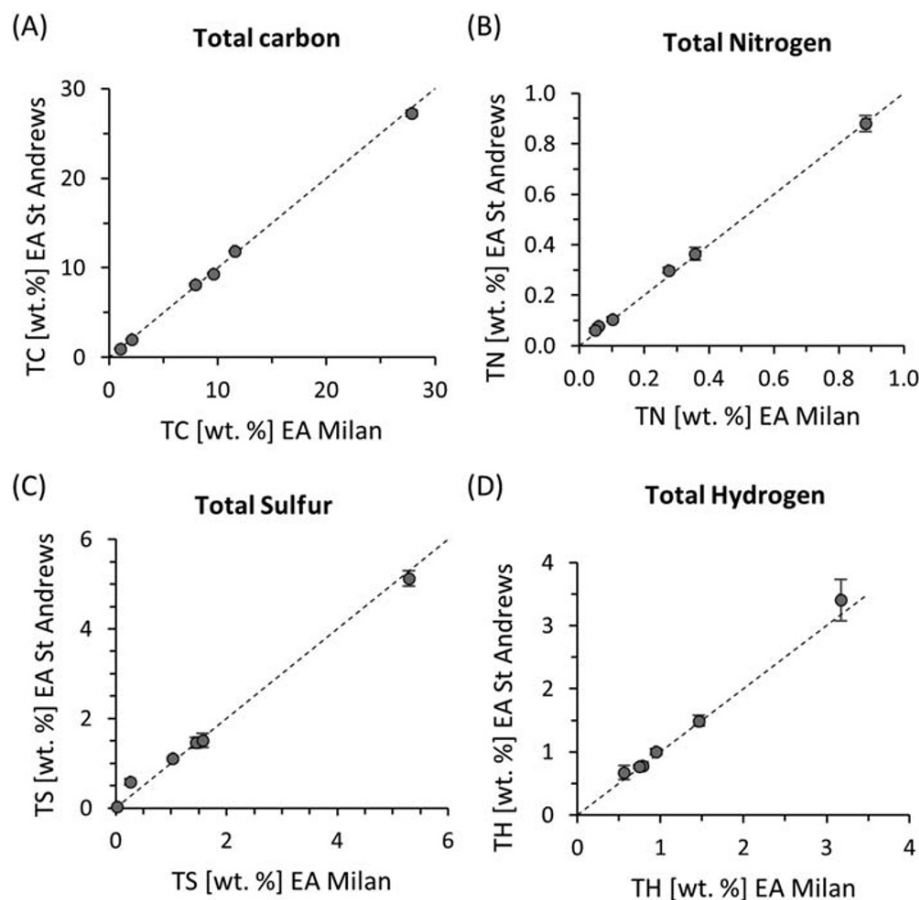 (A)
Total carbon
TC [wt.%] EA St Andrews
30
20
10
0
0 10 20 30
TC [wt. %] EA Milan
(B)
Total Nitrogen
TN [wt. %] EA St Andrews
1.0
0.8
0.6
0.4
0.2
0.0
0.0 0.2 0.4 0.6 0.8 1.0
TN [wt. %] EA Milan
(C)
Total Sulfur
TS [wt. %] EA St Andrews
6
4
2
0
0 2 4 6
TS [wt. %] EA Milan
(D)
Total Hydrogen
TH [wt. %] EA St Andrews
4
3
2
1
0
0 1 2 3 4
TH [wt. %] EA Milan